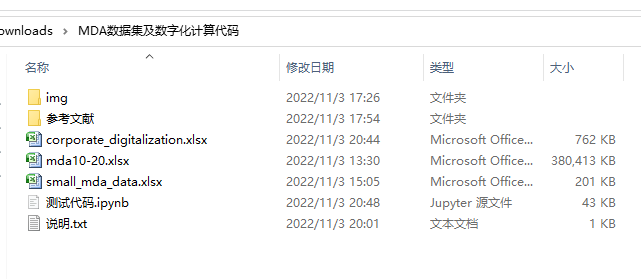 ownloads > MDA数据集及数字化计算代码
名称 修改日期 类型 大小
img 2022/11/3 17:26 文件夹
参考文献 2022/11/3 17:54 文件夹
corporate_digitalization.xlsx 2022/11/3 20:44 Microsoft Office... 762 KB
mda10-20.xlsx 2022/11/3 13:30 Microsoft Office... 380,413 KB
small_mda_data.xlsx 2022/11/3 15:05 Microsoft Office... 201 KB
测试代码.ipynb 2022/11/3 20:48 Jupyter 源文件 43 KB
说明.txt 2022/11/3 20:01 文本文档 1 KB